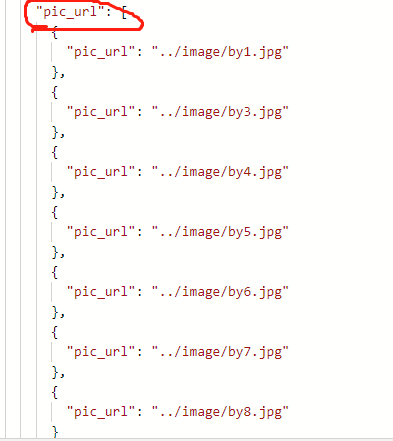 "pic_url": [
{
"pic_url": "../image/by1.jpg"
},
{
"pic_url": "../image/by3.jpg"
},
{
"pic_url": "../image/by4.jpg"
},
{
"pic_url": "../image/by5.jpg"
},
{
"pic_url": "../image/by6.jpg"
},
{
"pic_url": "../image/by7.jpg"
},
{
"pic_url": "../image/by8.jpg"
}